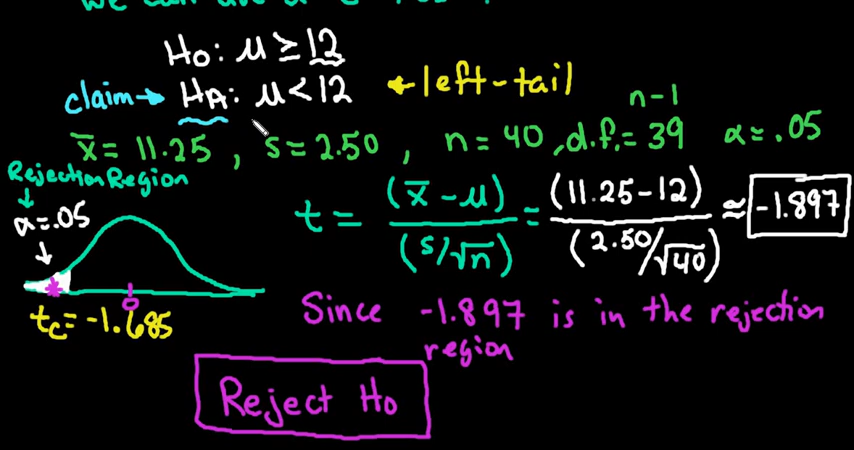 H₀: μ ≥ 12
claim → Hₐ: μ < 12 ← left-tail
n-1
x̄ = 11.25, s = 2.50, n = 40, d.f. = 39 α = .05
Rejection Region
α = .05
t = (x̄ - μ) / (s/√n) = (11.25-12) / (2.50/√40) ≈ -1.897
0
t_c = -1.685
Since -1.897 is in the rejection
region
Reject H₀